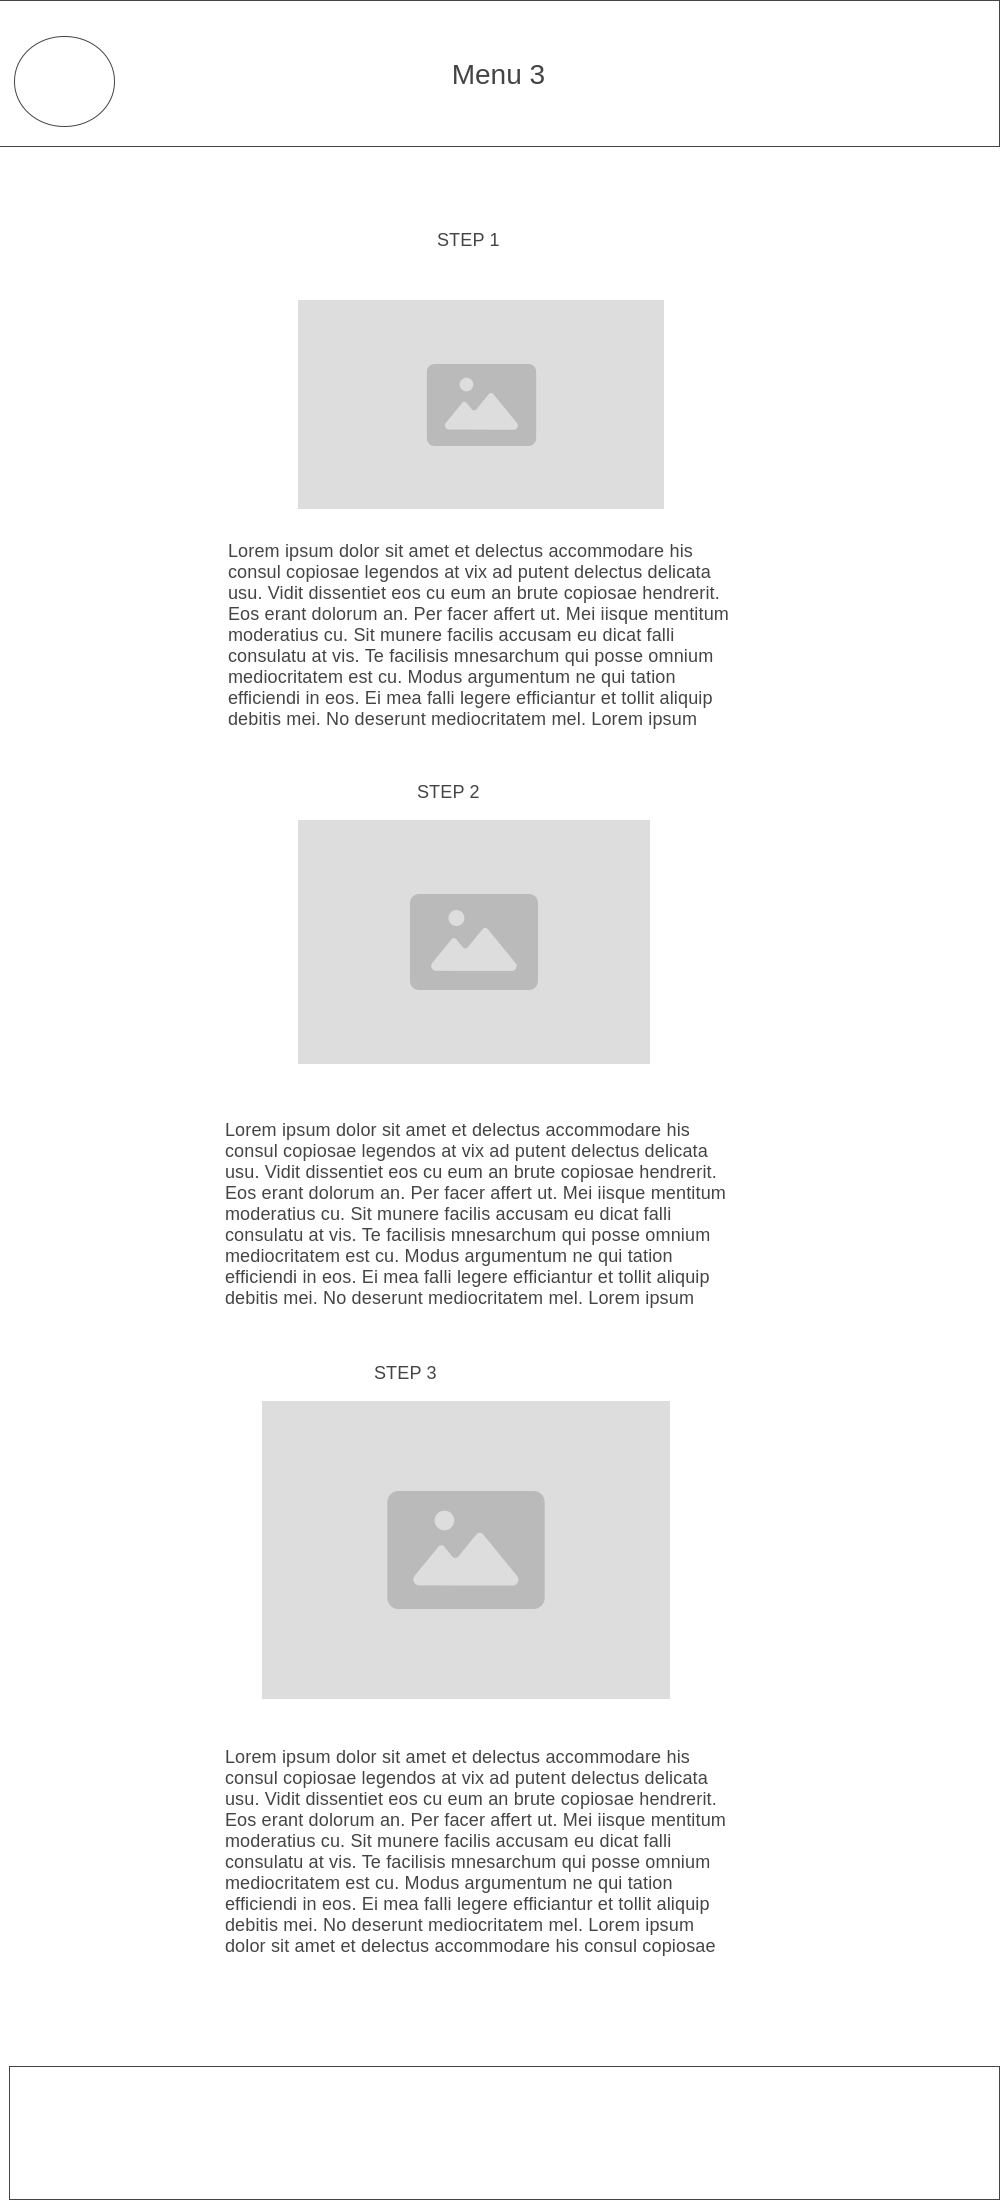 Menu 3
STEP 1
Lorem ipsum dolor sit amet et delectus accommodare his
consul copiosae legendos at vix ad putent delectus delicata
usu. Vidit dissentiet eos cu eum an brute copiosae hendrerit.
Eos erant dolorum an. Per facer affert ut. Mei iisque mentitum
moderatius cu. Sit munere facilis accusam eu dicat falli
consulatu at vis. Te facilisis mnesarchum qui posse omnium
mediocritatem est cu. Modus argumentum ne qui tation
efficiendi in eos. Ei mea falli legere efficiantur et tollit aliquip
debitis mei. No deserunt mediocritatem mel. Lorem ipsum
STEP 2
Lorem ipsum dolor sit amet et delectus accommodare his
consul copiosae legendos at vix ad putent delectus delicata
usu. Vidit dissentiet eos cu eum an brute copiosae hendrerit.
Eos erant dolorum an. Per facer affert ut. Mei iisque mentitum
moderatius cu. Sit munere facilis accusam eu dicat falli
consulatu at vis. Te facilisis mnesarchum qui posse omnium
mediocritatem est cu. Modus argumentum ne qui tation
efficiendi in eos. Ei mea falli legere efficiantur et tollit aliquip
debitis mei. No deserunt mediocritatem mel. Lorem ipsum
STEP 3
Lorem ipsum dolor sit amet et delectus accommodare his
consul copiosae legendos at vix ad putent delectus delicata
usu. Vidit dissentiet eos cu eum an brute copiosae hendrerit.
Eos erant dolorum an. Per facer affert ut. Mei iisque mentitum
moderatius cu. Sit munere facilis accusam eu dicat falli
consulatu at vis. Te facilisis mnesarchum qui posse omnium
mediocritatem est cu. Modus argumentum ne qui tation
efficiendi in eos. Ei mea falli legere efficiantur et tollit aliquip
debitis mei. No deserunt mediocritatem mel. Lorem ipsum
dolor sit amet et delectus accommodare his consul copiosae